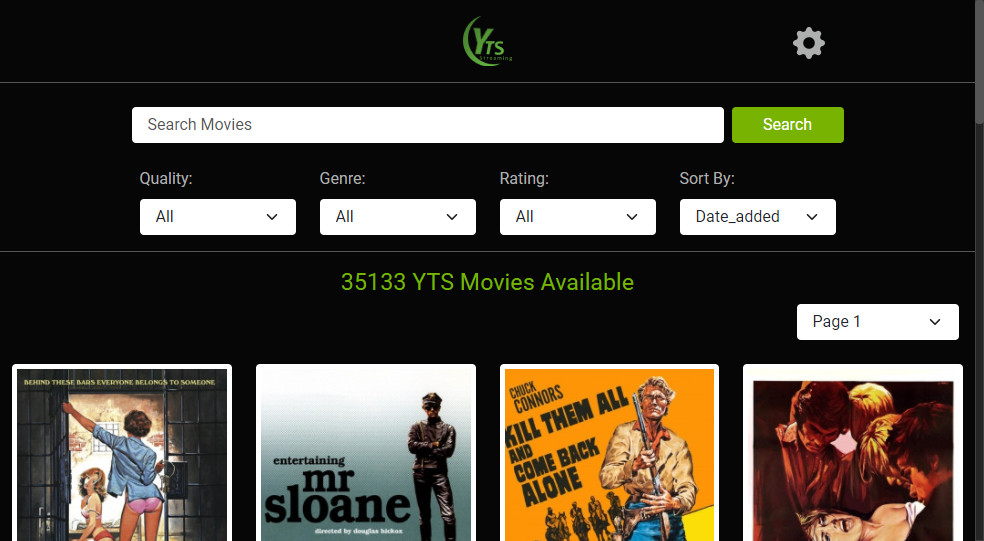 YTS
Streaming
Search Movies
Search
Quality:
Genre:
Rating:
Sort By:
All
All
All
Date_added
35133 YTS Movies Available
Page 1
BEHIND THESE BARS EVERYONE BELONGS TO SOMEONE
entertaining
mr
sloane
directed by douglas hickox
CHUCK
CONNORS
KILL THEM ALL
AND
COME BACK
ALONE